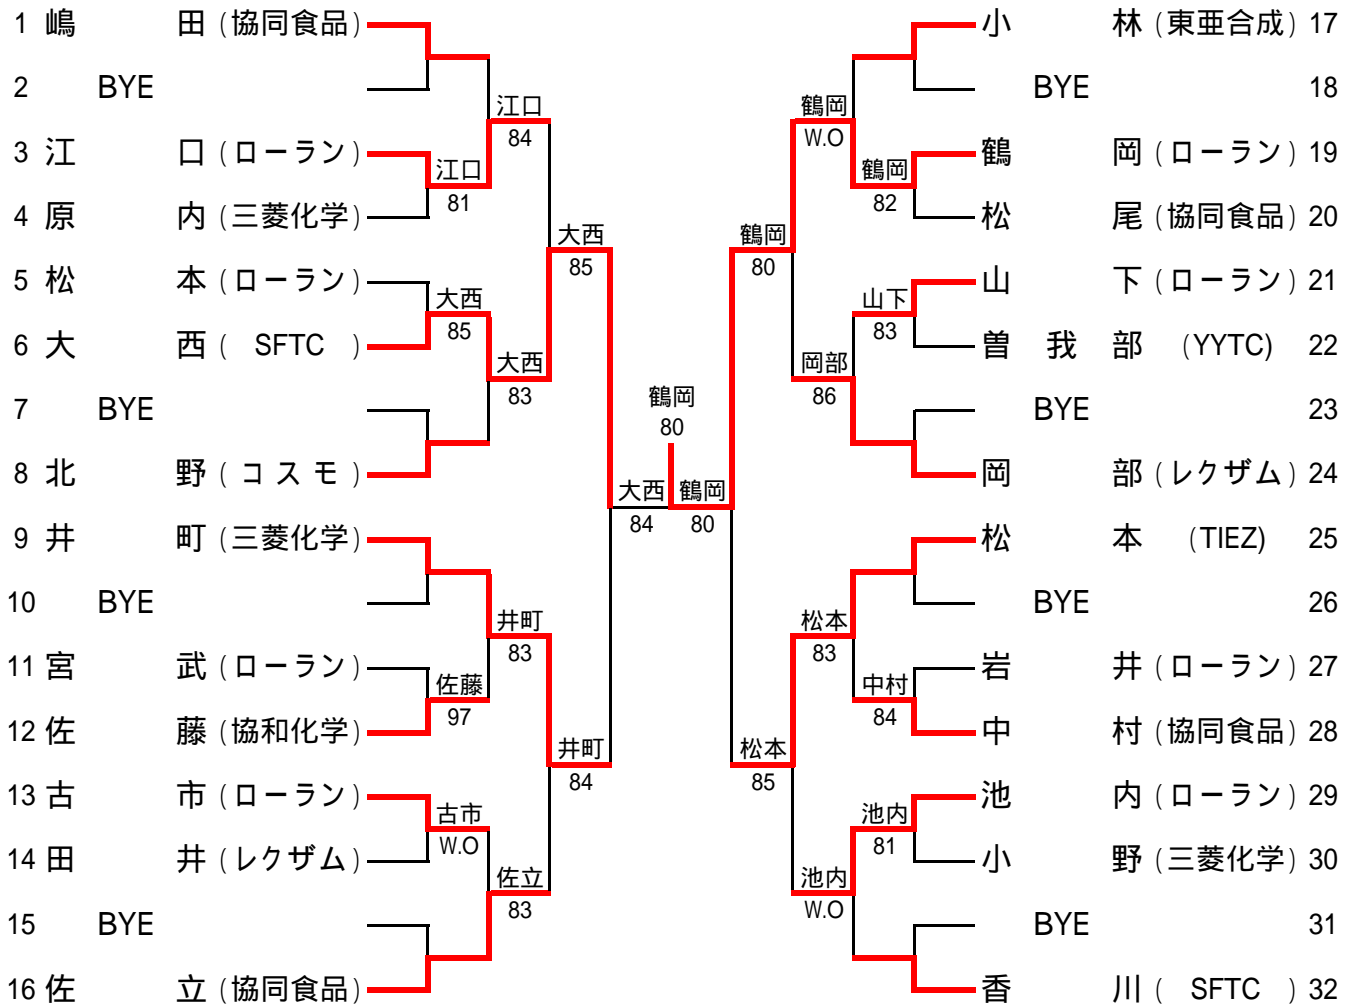 1 嶋 田 (協同食品)
2 BYE
3 江 口 (ローラン)
4 原 内 (三菱化学)
5 松 本 (ローラン)
6 大 西 ( SFTC )
7 BYE
8 北 野 (コスモ)
9 井 町 (三菱化学)
10 BYE
11 宮 武 (ローラン)
12 佐 藤 (協和化学)
13 古 市 (ローラン)
14 田 井 (レクザム)
15 BYE
16 佐 立 (協同食品)
江口
81
大西
85
佐藤
97
古市
W.O
江口
84
大西
83
井町
83
佐立
83
大西
85
井町
84
大西
84
鶴岡
80
鶴岡
80
鶴岡
80
松本
85
鶴岡
W.O
岡部
86
松本
83
池内
W.O
鶴岡
82
山下
83
中村
84
池内
81
小 林 (東亜合成) 17
BYE 18
鶴 岡 (ローラン) 19
松 尾 (協同食品) 20
山 下 (ローラン) 21
曽 我 部 (YYTC) 22
BYE 23
岡 部 (レクザム) 24
松 本 (TIEZ) 25
BYE 26
岩 井 (ローラン) 27
中 村 (協同食品) 28
池 内 (ローラン) 29
小 野 (三菱化学) 30
BYE 31
香 川 ( SFTC ) 32